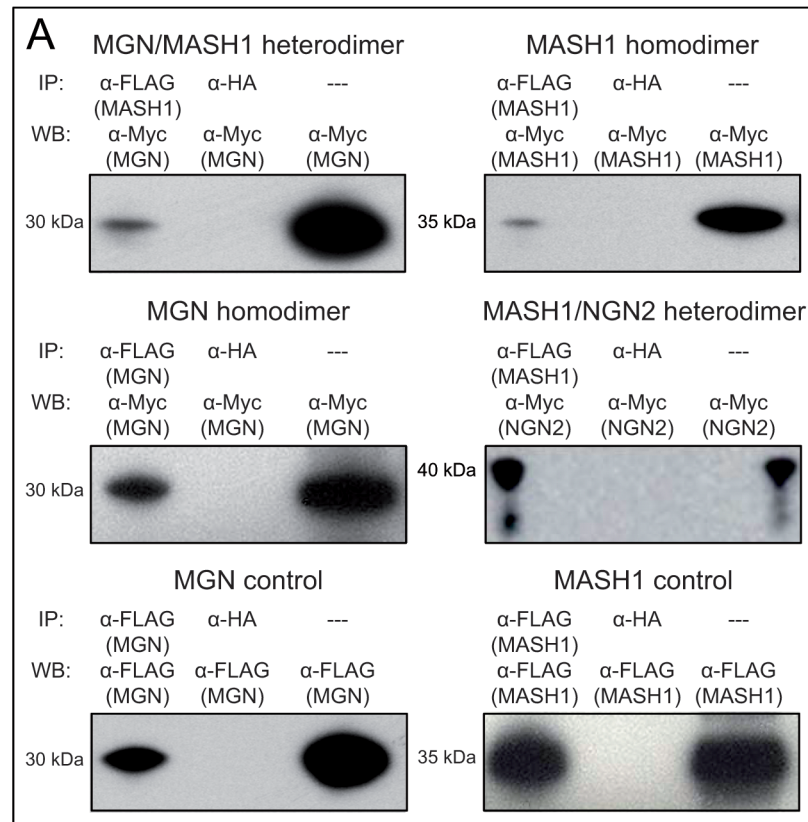 A
MGN/MASH1 heterodimer
IP: α-FLAG α-HA ---
(MASH1)
WB: α-Myc α-Myc α-Myc
(MGN) (MGN) (MGN)
30 kDa
MASH1 homodimer
α-FLAG α-HA ---
(MASH1)
α-Myc α-Myc α-Myc
(MASH1) (MASH1) (MASH1)
35 kDa
MGN homodimer
IP: α-FLAG α-HA ---
(MGN)
WB: α-Myc α-Myc α-Myc
(MGN) (MGN) (MGN)
30 kDa
MASH1/NGN2 heterodimer
α-FLAG α-HA ---
(MASH1)
α-Myc α-Myc α-Myc
(NGN2) (NGN2) (NGN2)
40 kDa
MGN control
IP: α-FLAG α-HA ---
(MGN)
WB: α-FLAG α-FLAG α-FLAG
(MGN) (MGN) (MGN)
30 kDa
MASH1 control
α-FLAG α-HA ---
(MASH1)
α-FLAG α-FLAG α-FLAG
(MASH1) (MASH1) (MASH1)
35 kDa